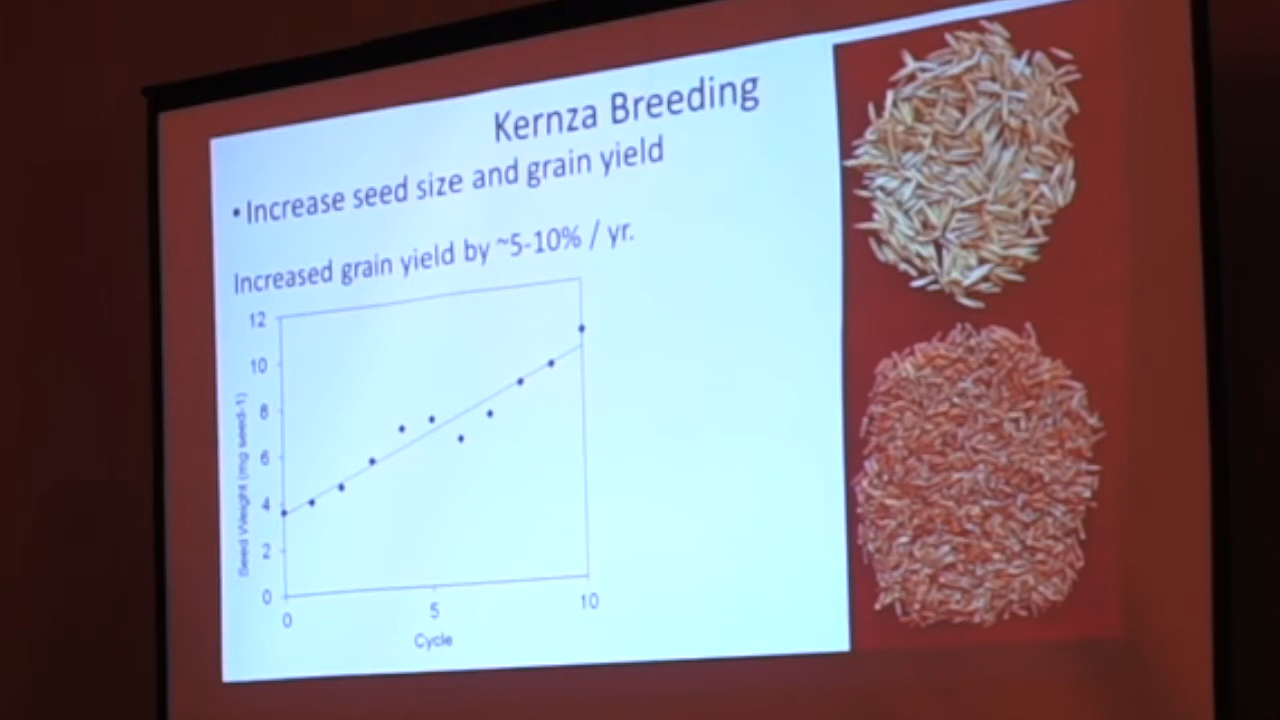 Kernza Breeding
• Increase seed size and grain yield
Increased grain yield by ~5-10% / yr.
12
10
8
6
4
2
0
Seed Weight (mg seed-1)
0
5
10
Cycle